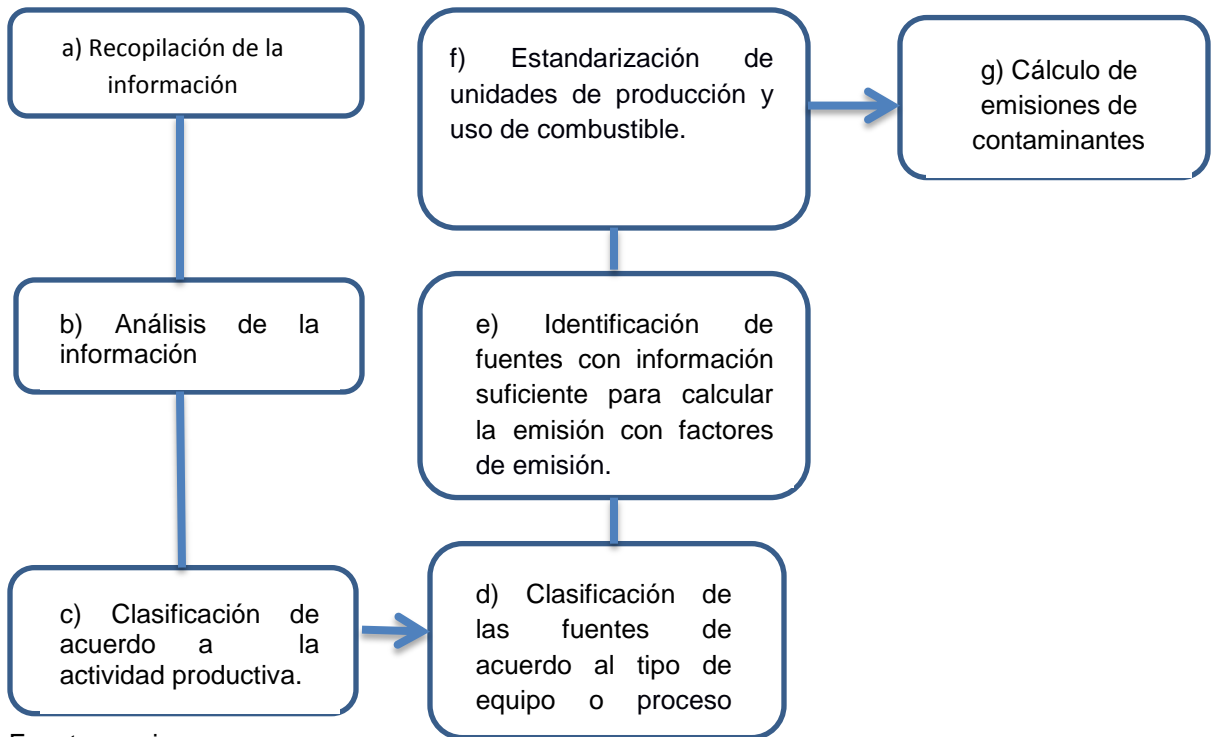 a) Recopilación de la
información
b) Análisis de la
información
c) Clasificación de
acuerdo a la
actividad productiva.
d) Clasificación de
las fuentes de
acuerdo al tipo de
equipo o proceso
e) Identificación de
fuentes con información
suficiente para calcular
la emisión con factores
de emisión.
f) Estandarización de
unidades de producción y
uso de combustible.
g) Cálculo de
emisiones de
contaminantes